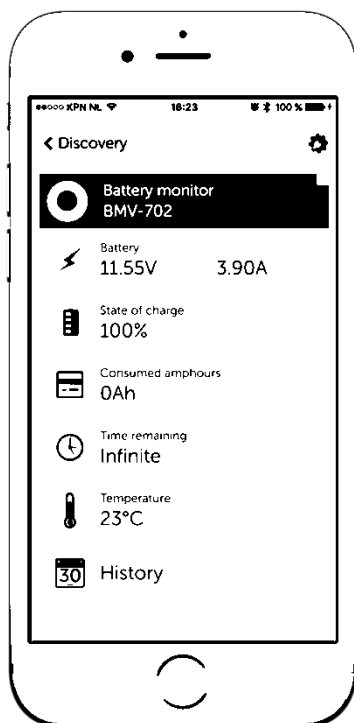 KPN NL 16:23 100 %
Discovery
Battery monitor
BMV-702
Battery
11.55V 3.90A
State of charge
100%
Consumed amphours
0Ah
Time remaining
Infinite
Temperature
23°C
30 History